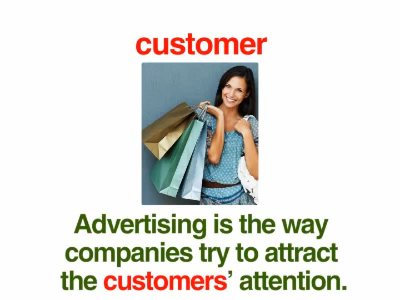 customer
Advertising is the way
companies try to attract
the customers’ attention.